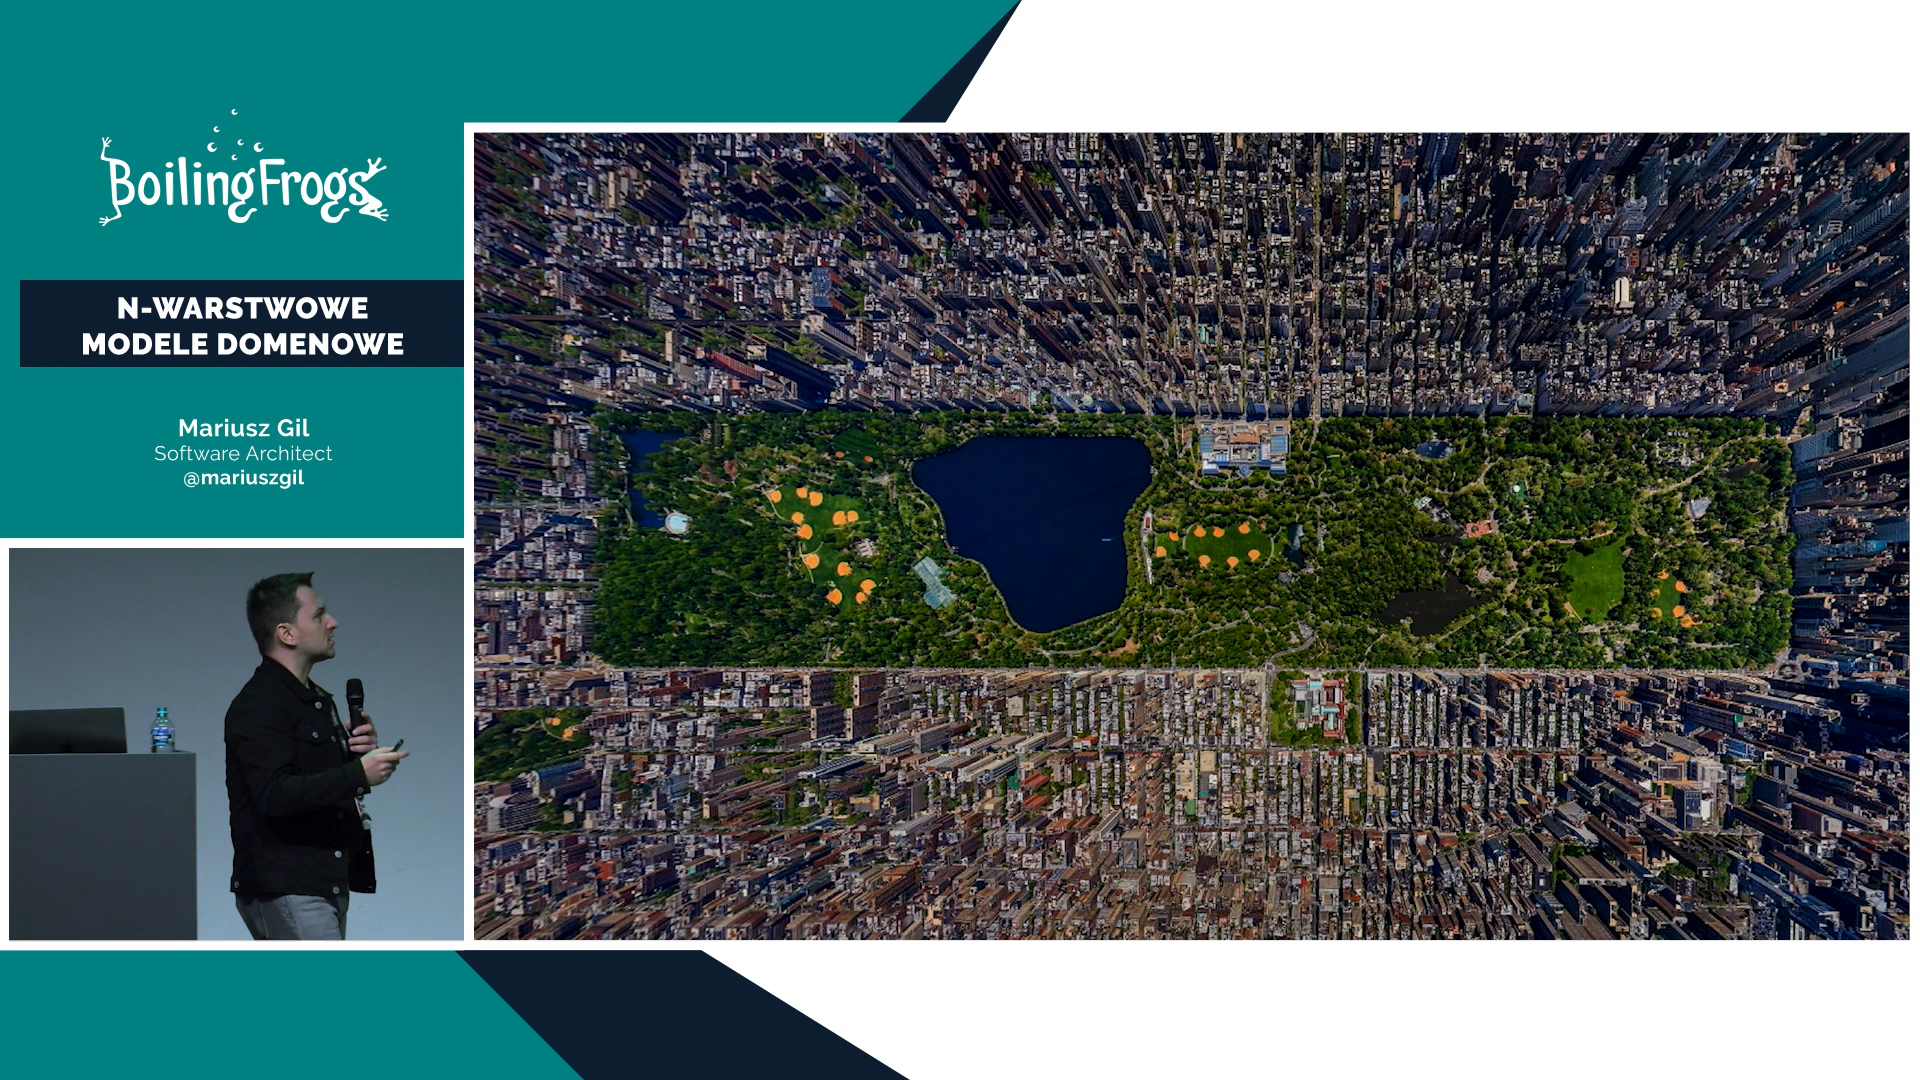 BoilingFrogs
N-WARSTWOWE
MODELE DOMENOWE
Mariusz Gil
Software Architect
@mariuszgil